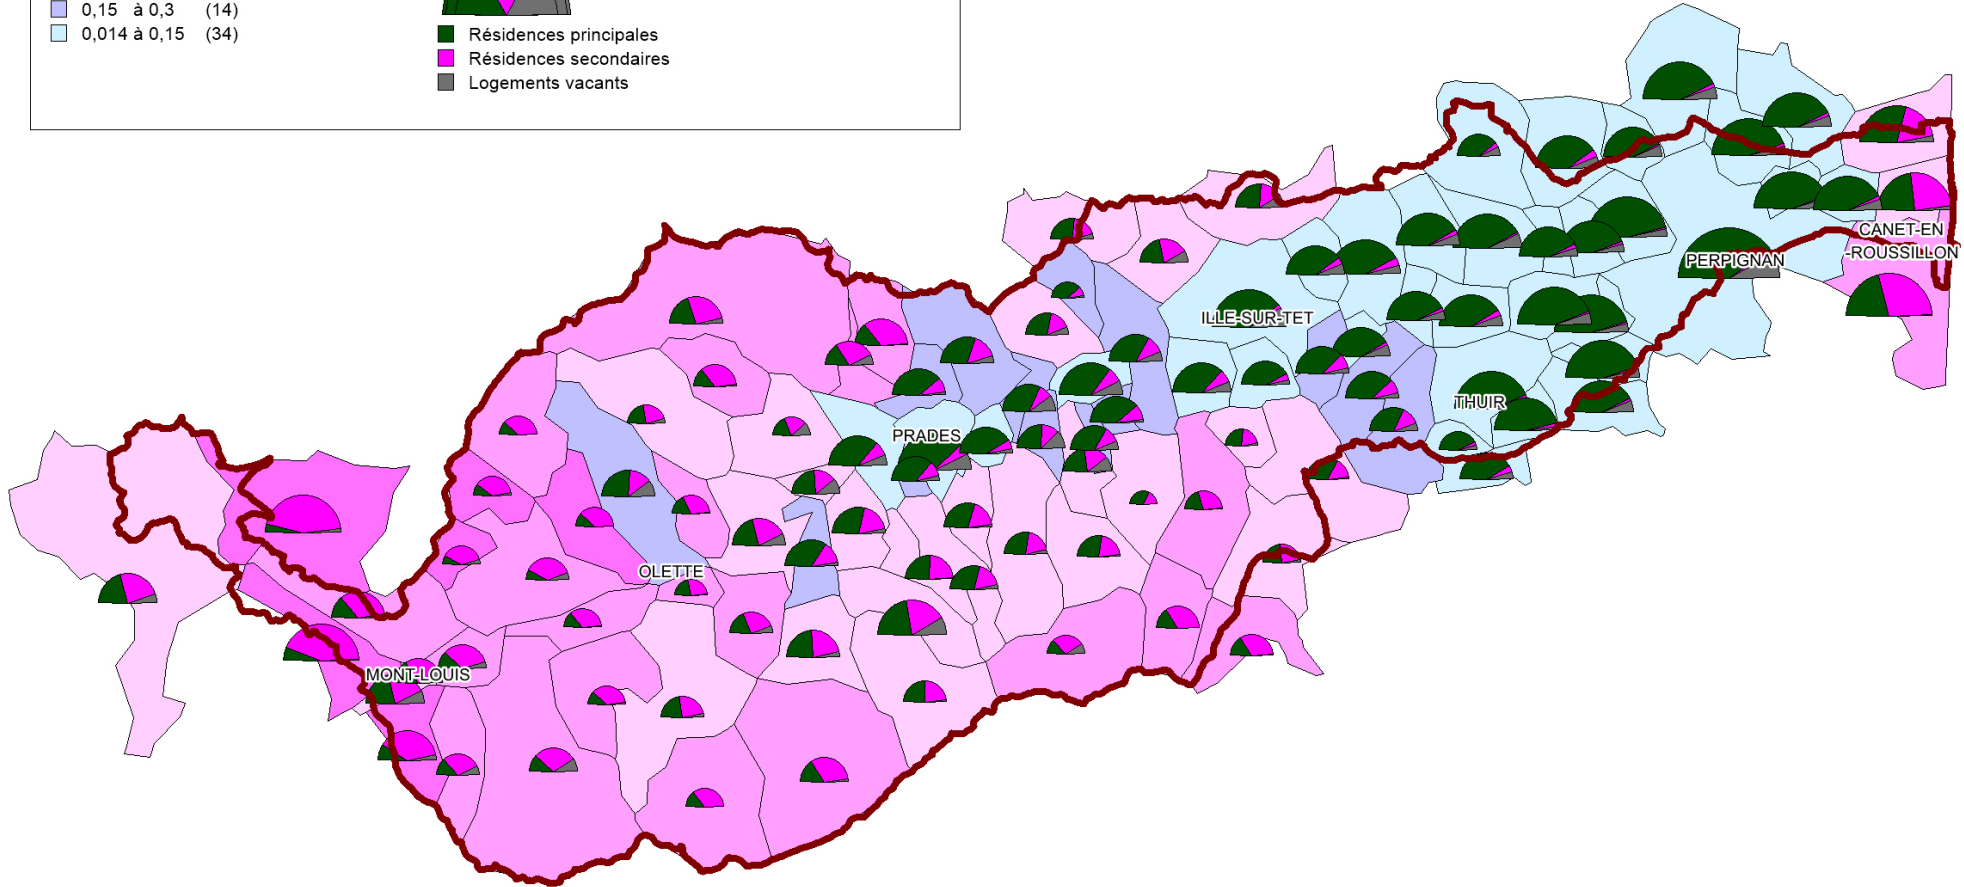 0,15 à 0,3 (14)
0,014 à 0,15 (34)
Résidences principales
Résidences secondaires
Logements vacants
CANET-EN
-ROUSSILLON
PERPIGNAN
ILLE-SUR-TET
THUIR
PRADES
OLETTE
MONT-LOUIS